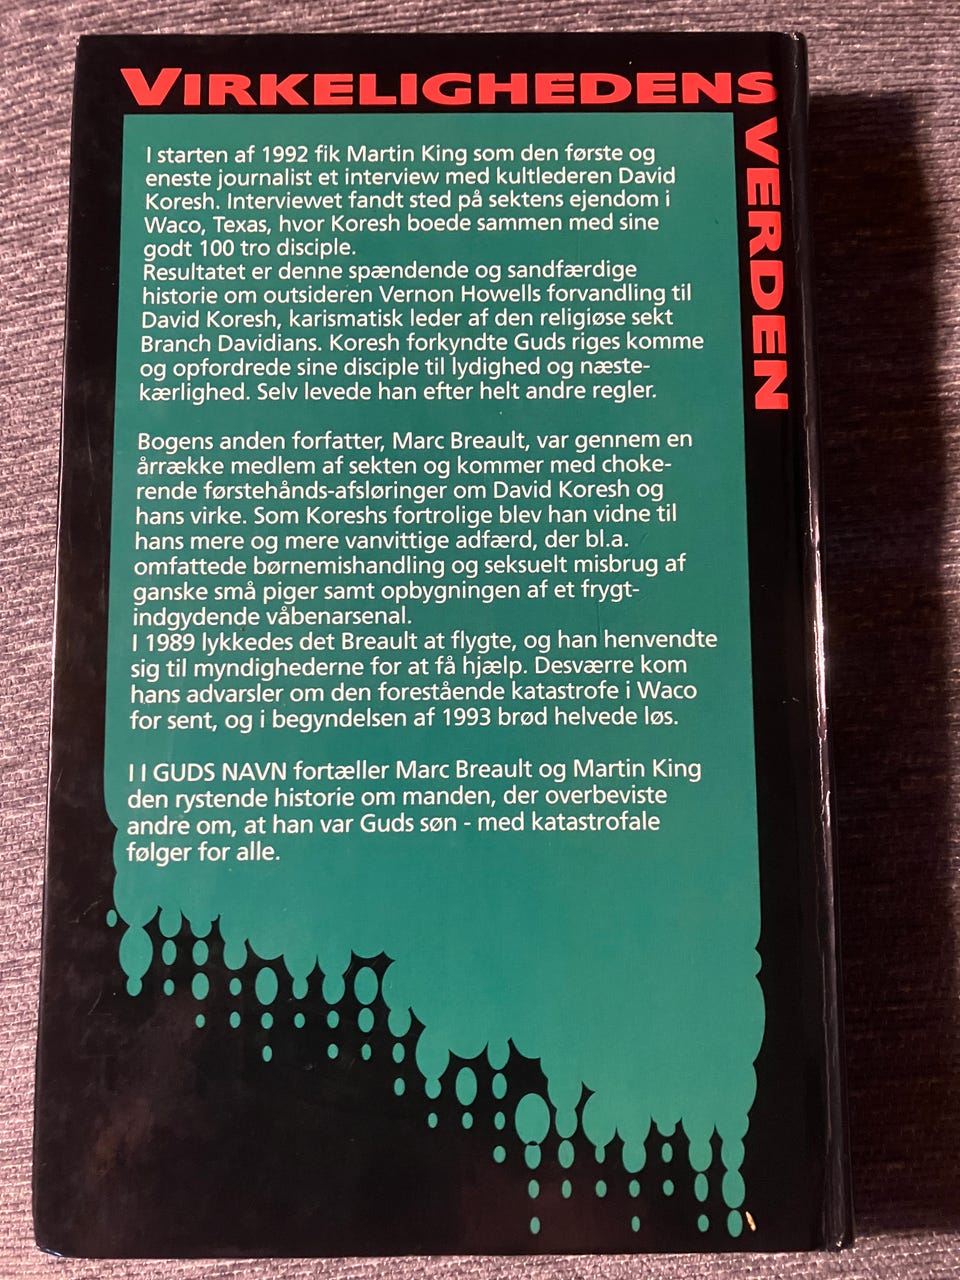 VIRKELIGHEDENS
VERDEN
I starten af 1992 fik Martin King som den første og
eneste journalist et interview med kultlederen David
Koresh. Interviewet fandt sted på sektens ejendom i
Waco, Texas, hvor Koresh boede sammen med sine
godt 100 tro disciple.
Resultatet er denne spændende og sandfærdige
historie om outsideren Vernon Howells forvandling til
David Koresh, karismatisk leder af den religiøse sekt
Branch Davidians. Koresh forkyndte Guds riges komme
og opfordrede sine disciple til lydighed og næste-
kærlighed. Selv levede han efter helt andre regler.
Bogens anden forfatter, Marc Breault, var gennem en
årrække medlem af sekten og kommer med choke-
rende førstehånds-afsløringer om David Koresh og
hans virke. Som Koreshs fortrolige blev han vidne til
hans mere og mere vanvittige adfærd, der bl.a.
omfattede børnemishandling og seksuelt misbrug af
ganske små piger samt opbygningen af et frygt-
indgydende våbenarsenal.
I 1989 lykkedes det Breault at flygte, og han henvendte
sig til myndighederne for at få hjælp. Desværre kom
hans advarsler om den forestående katastrofe i Waco
for sent, og i begyndelsen af 1993 brød helvede løs.
I I GUDS NAVN fortæller Marc Breault og Martin King
den rystende historie om manden, der overbeviste
andre om, at han var Guds søn - med katastrofale
følger for alle.